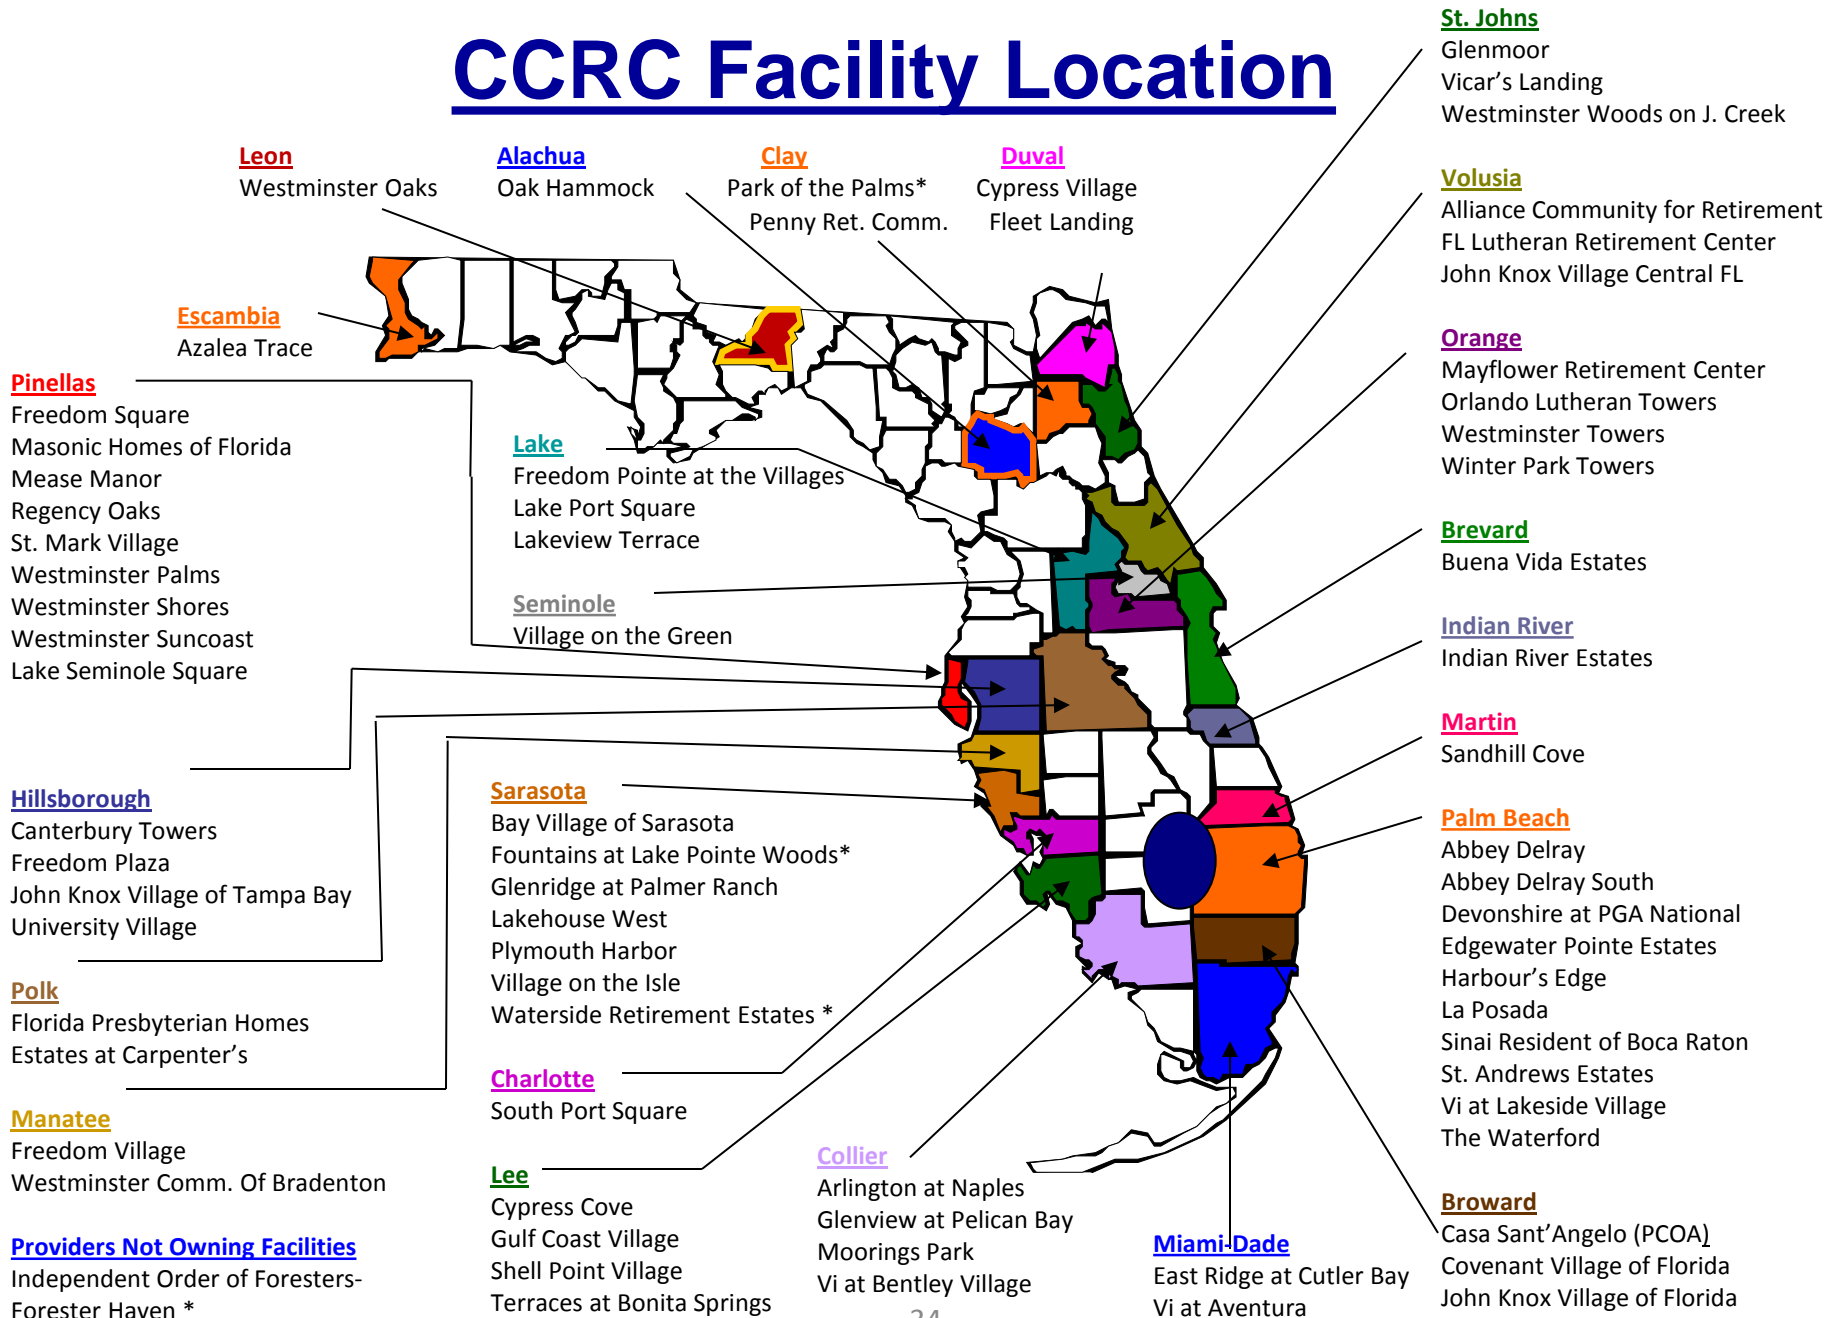 CCRC Facility Location
Leon
Westminster Oaks
Alachua
Oak Hammock
Clay
Park of the Palms*
Penny Ret. Comm.
Duval
Cypress Village
Fleet Landing
St. Johns
Glenmoor
Vicar's Landing
Westminster Woods on J. Creek
Volusia
Alliance Community for Retirement
FL Lutheran Retirement Center
John Knox Village Central FL
Orange
Mayflower Retirement Center
Orlando Lutheran Towers
Westminster Towers
Winter Park Towers
Brevard
Buena Vida Estates
Indian River
Indian River Estates
Martin
Sandhill Cove
Palm Beach
Abbey Delray
Abbey Delray South
Devonshire at PGA National
Edgewater Pointe Estates
Harbour's Edge
La Posada
Sinai Resident of Boca Raton
St. Andrews Estates
Vi at Lakeside Village
The Waterford
Broward
Casa Sant'Angelo (PCOA)
Covenant Village of Florida
John Knox Village of Florida
Escambia
Azalea Trace
Pinellas
Freedom Square
Masonic Homes of Florida
Mease Manor
Regency Oaks
St. Mark Village
Westminster Palms
Westminster Shores
Westminster Suncoast
Lake Seminole Square
Lake
Freedom Pointe at the Villages
Lake Port Square
Lakeview Terrace
Seminole
Village on the Green
Hillsborough
Canterbury Towers
Freedom Plaza
John Knox Village of Tampa Bay
University Village
Polk
Florida Presbyterian Homes
Estates at Carpenter's
Manatee
Freedom Village
Westminster Comm. Of Bradenton
Providers Not Owning Facilities
Independent Order of Foresters-
Forester Haven *
Sarasota
Bay Village of Sarasota
Fountains at Lake Pointe Woods*
Glenridge at Palmer Ranch
Lakehouse West
Plymouth Harbor
Village on the Isle
Waterside Retirement Estates *
Charlotte
South Port Square
Lee
Cypress Cove
Gulf Coast Village
Shell Point Village
Terraces at Bonita Springs
Collier
Arlington at Naples
Glenview at Pelican Bay
Moorings Park
Vi at Bentley Village
Miami-Dade
East Ridge at Cutler Bay
Vi at Aventura